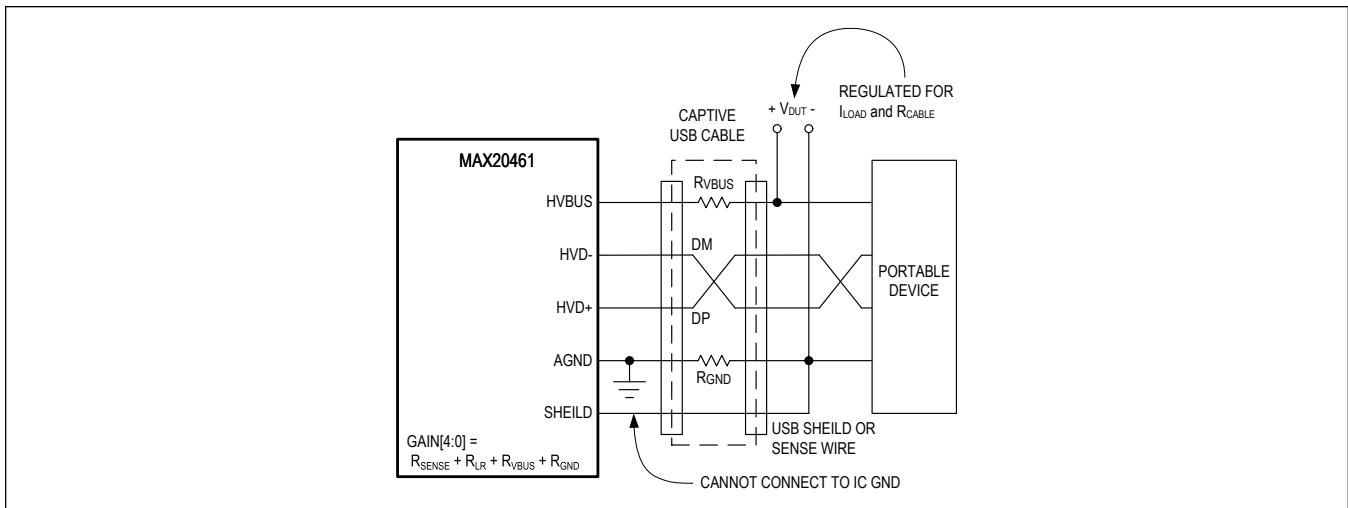 REGULATED FOR
ILOAD and RCABLE
+ VDUT -
CAPTIVE
USB CABLE
MAX20461
HVBUS
HVD-
HVD+
AGND
SHEILD
GAIN[4:0] =
RSENSE + RLR + RVBUS + RGND
RVBUS
DM
DP
RGND
PORTABLE
DEVICE
USB SHEILD OR
SENSE WIRE
CANNOT CONNECT TO IC GND